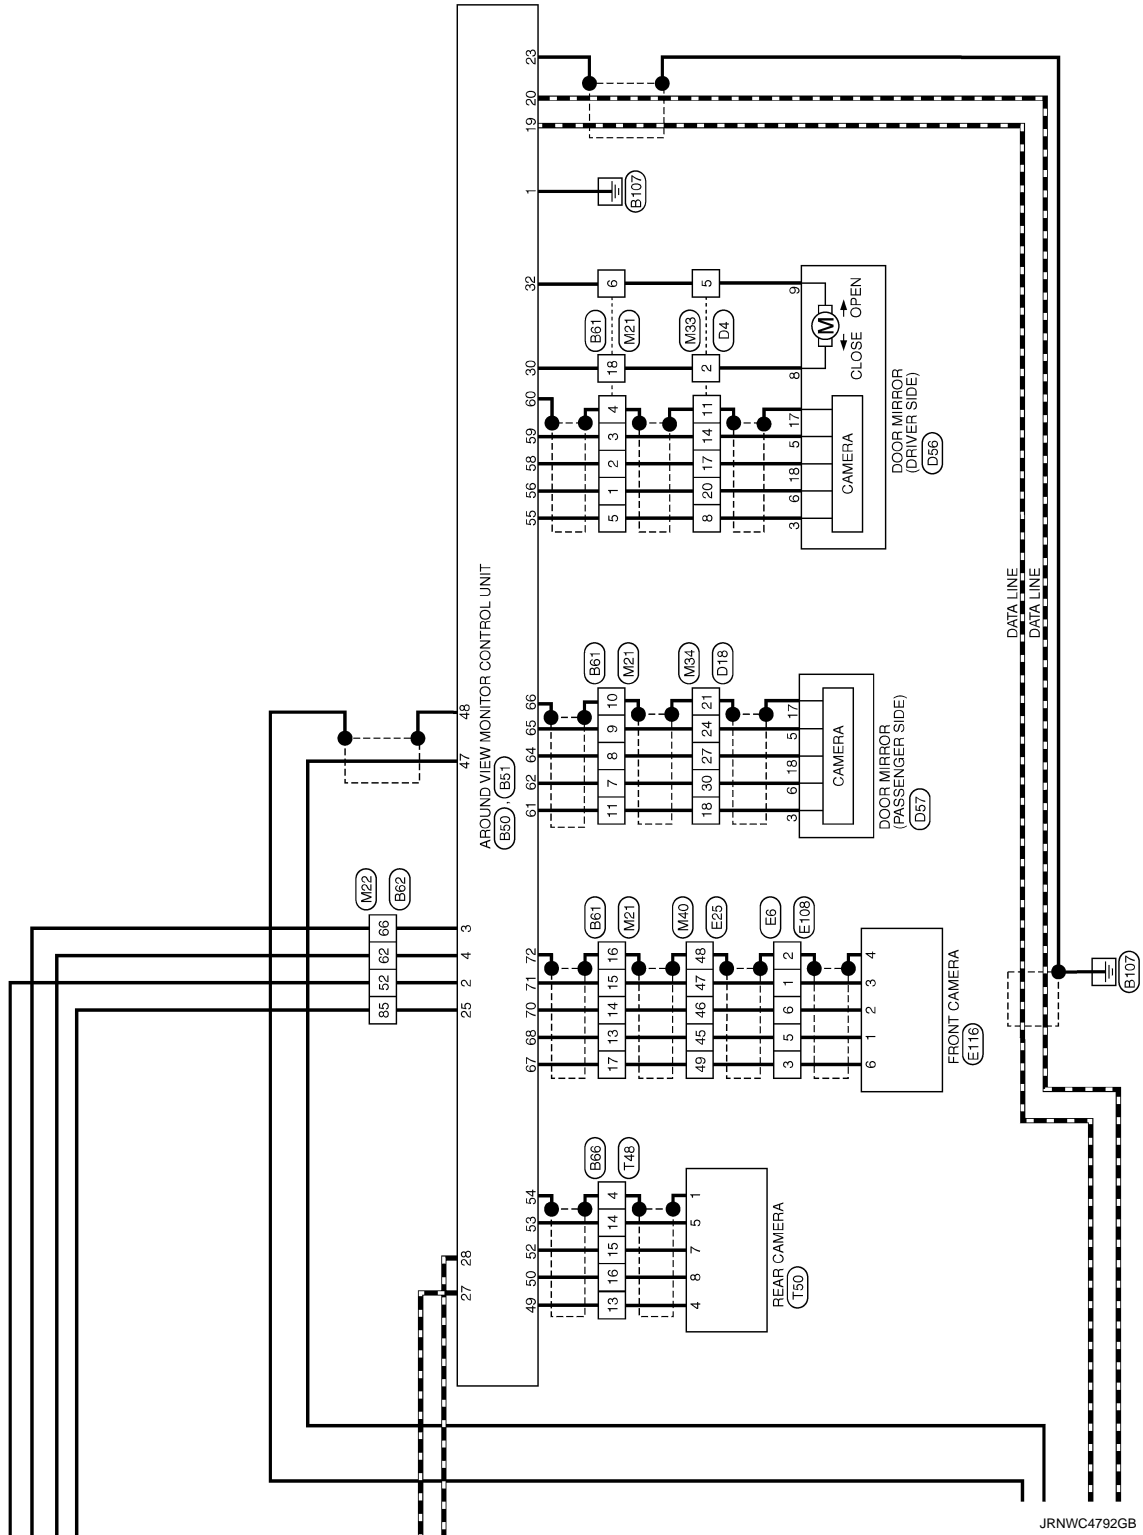 23
20
19
1
B107
32
6
5
9
B61
M21
M33
D4
M
OPEN
CLOSE
30
18
2
8
60
4
11
17
59
3
14
5
58
2
17
18
56
1
20
6
55
5
8
3
CAMERA
DOOR MIRROR
(DRIVER SIDE)
D56
DATA LINE
DATA LINE
AROUND VIEW MONITOR CONTROL UNIT
B50 , B51
48
47
B61
M21
M34
D18
66
10
21
17
65
9
24
5
64
8
27
18
62
7
30
6
61
11
18
3
CAMERA
DOOR MIRROR
(PASSENGER SIDE)
D57
M22
B62
66
3
62
4
52
2
85
25
B61
M21
M40
E25
E6
E108
72
16
48
2
4
71
15
47
1
3
70
14
46
6
2
68
13
45
5
1
67
17
49
3
6
FRONT CAMERA
E116
B107
B66
T48
54
4
1
53
14
5
52
15
7
50
16
8
49
13
4
REAR CAMERA
T50
28
27
JRNWC4792GB